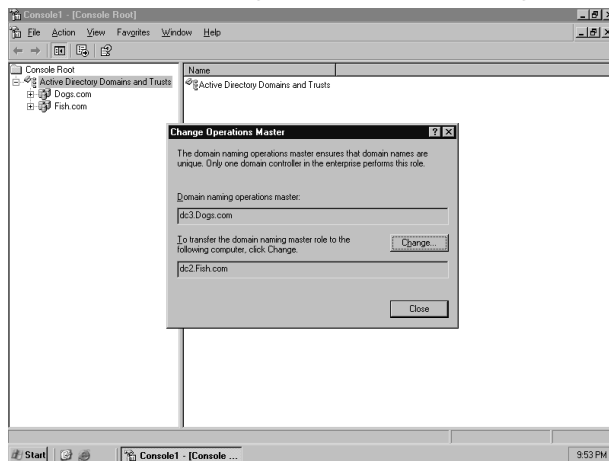 Console1 - [Console Root]
File Action View Favorites Window Help
Console Root
Active Directory Domains and Trusts
Dogs.com
Fish.com
Name
Active Directory Domains and Trusts
Change Operations Master
The domain naming operations master ensures that domain names are
unique. Only one domain controller in the enterprise performs this role.
Domain naming operations master:
dc3.Dogs.com
To transfer the domain naming master role to the
following computer, click Change.
Change...
dc2.Fish.com
Close
Start
Console1 - [Console ...
9:53 PM